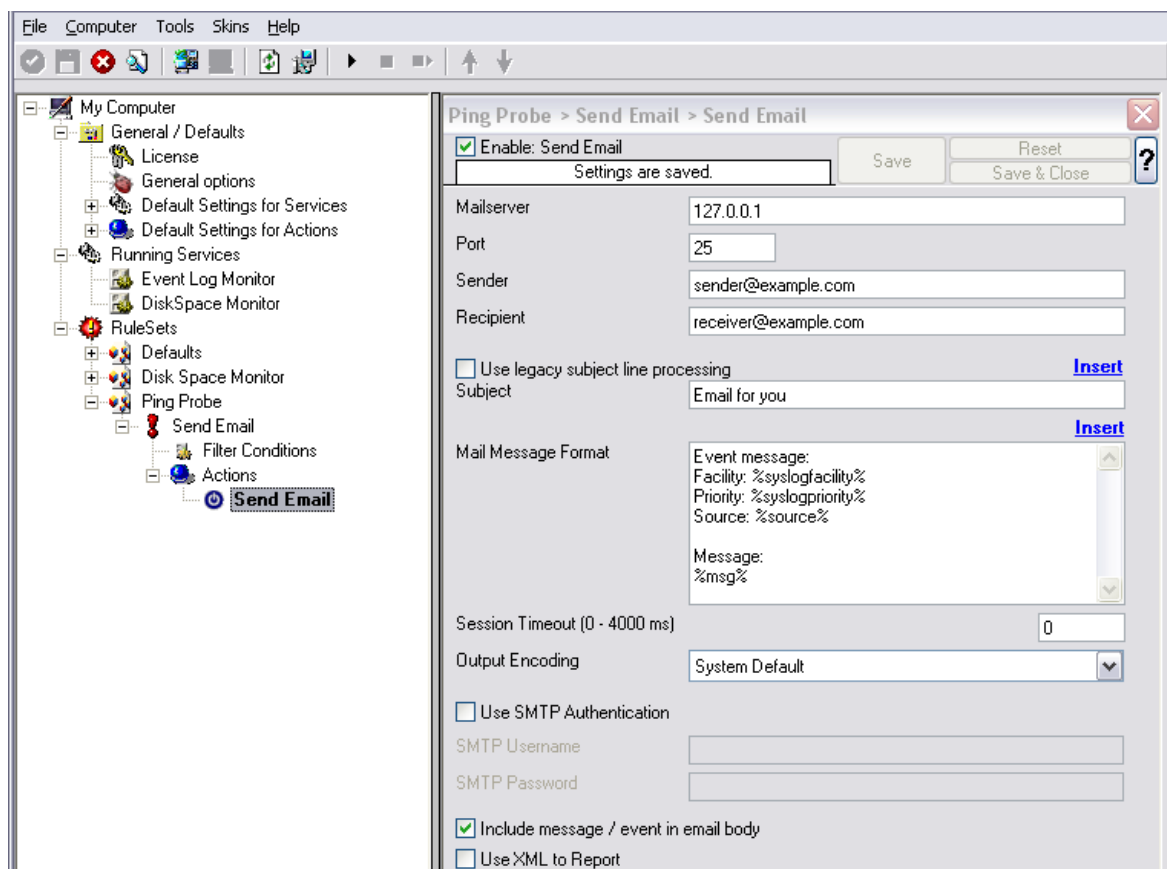 File Computer Tools Skins Help
My Computer
General / Defaults
License
General options
Default Settings for Services
Default Settings for Actions
Running Services
Event Log Monitor
DiskSpace Monitor
RuleSets
Defaults
Disk Space Monitor
Ping Probe
Send Email
Filter Conditions
Actions
Send Email
Ping Probe > Send Email > Send Email
Enable: Send Email
Settings are saved.
Save
Reset
Save & Close
?
Mailserver 127.0.0.1
Port 25
Sender sender@example.com
Recipient receiver@example.com
Use legacy subject line processing Insert
Subject Email for you
Insert
Mail Message Format
Event message:
Facility: %syslogfacility%
Priority: %syslogpriority%
Source: %source%
Message:
%msg%
Session Timeout (0 - 4000 ms) 0
Output Encoding System Default
Use SMTP Authentication
SMTP Username
SMTP Password
Include message / event in email body
Use XML to Report